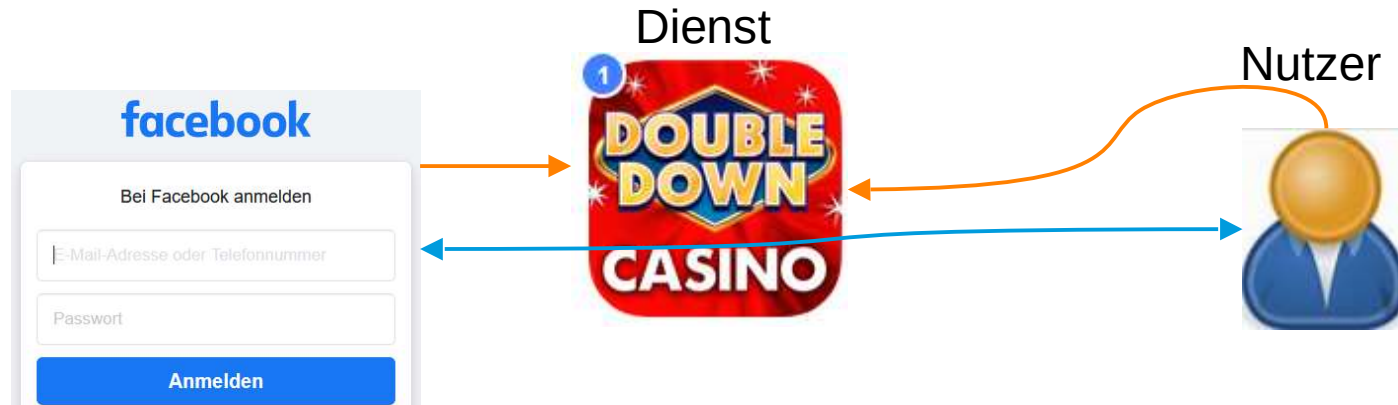 Dienst
Nutzer
facebook
Bei Facebook anmelden
E-Mail-Adresse oder Telefonnummer
Passwort
Anmelden
1
DOUBLE
DOWN
CASINO